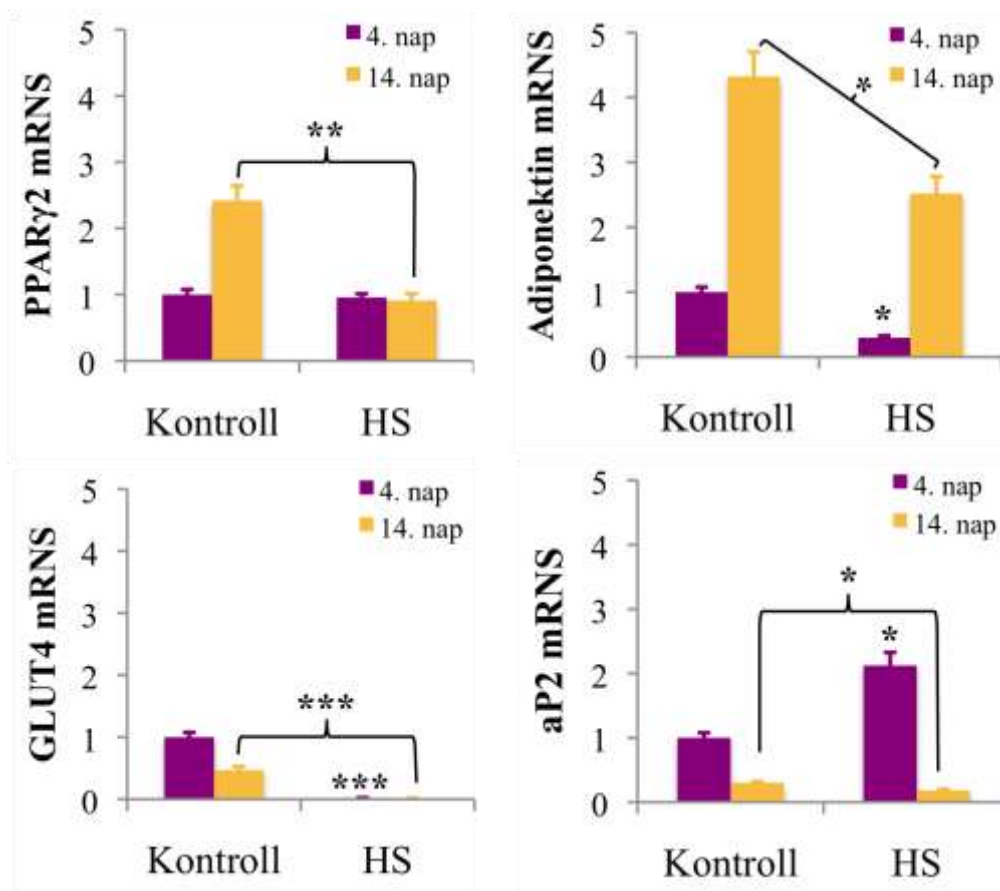 PPARγ2 mRNS
5
4
3
2
1
0
4. nap
14. nap
**
Kontroll HS
Adiponektin mRNS
5
4
3
2
1
0
4. nap
14. nap
*
*
Kontroll HS
GLUT4 mRNS
5
4
3
2
1
0
4. nap
14. nap
***
***
Kontroll HS
aP2 mRNS
5
4
3
2
1
0
4. nap
14. nap
*
*
Kontroll HS